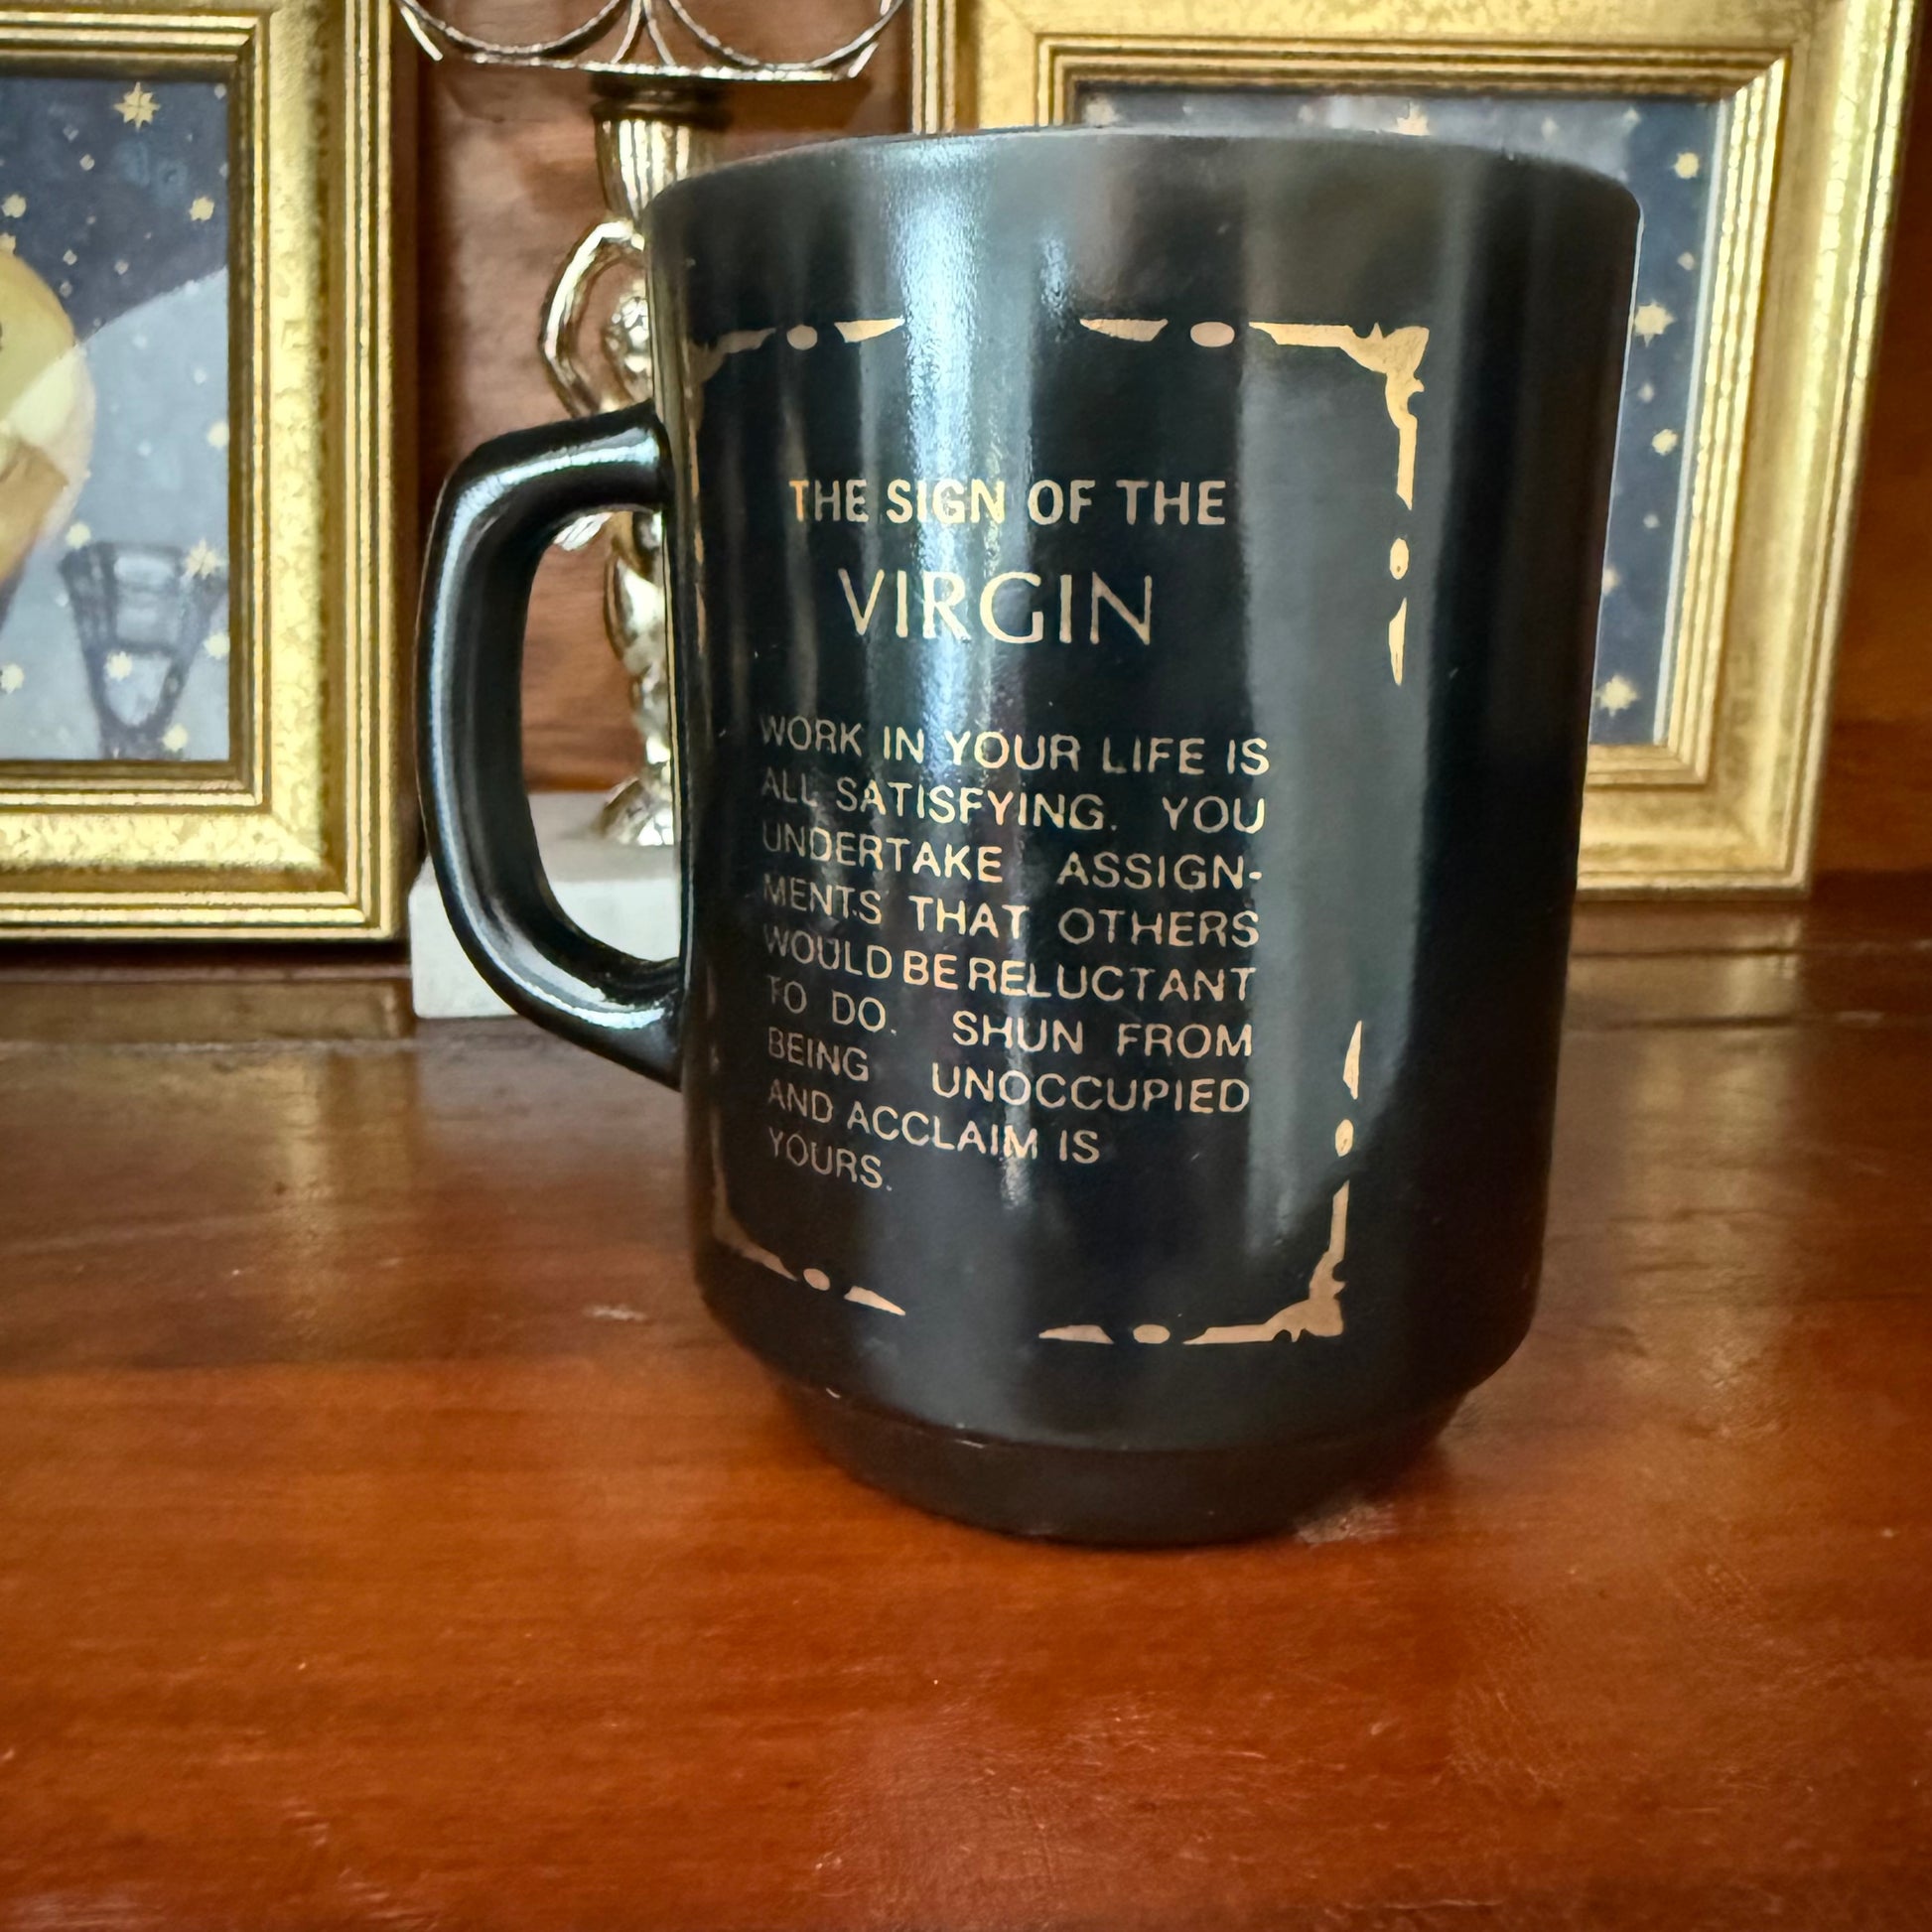 THE SIGN OF THE
VIRGIN
WORK IN YOUR LIFE IS
ALL SATISFYING. YOU
UNDERTAKE ASSIGN-
MENTS THAT OTHERS
WOULD BE RELUCTANT
TO DO. SHUN FROM
BEING UNOCCUPIED
AND ACCLAIM IS
YOURS.